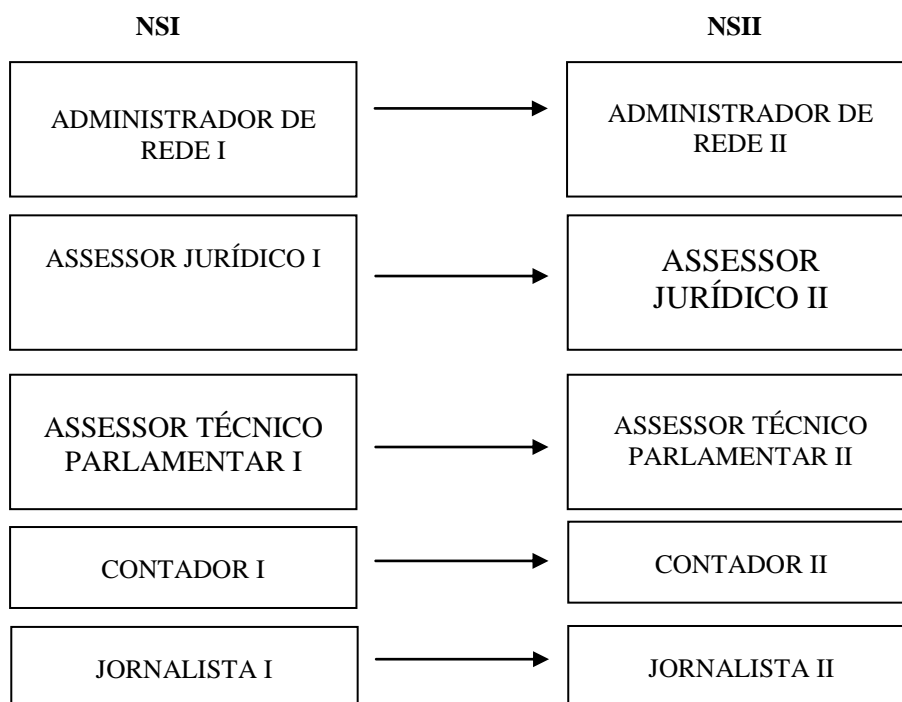 NSI NSII
ADMINISTRADOR DE
REDE I
ADMINISTRADOR DE
REDE II
ASSESSOR JURÍDICO I
ASSESSOR
JURÍDICO II
ASSESSOR TÉCNICO
PARLAMENTAR I
ASSESSOR TÉCNICO
PARLAMENTAR II
CONTADOR I
CONTADOR II
JORNALISTA I
JORNALISTA II